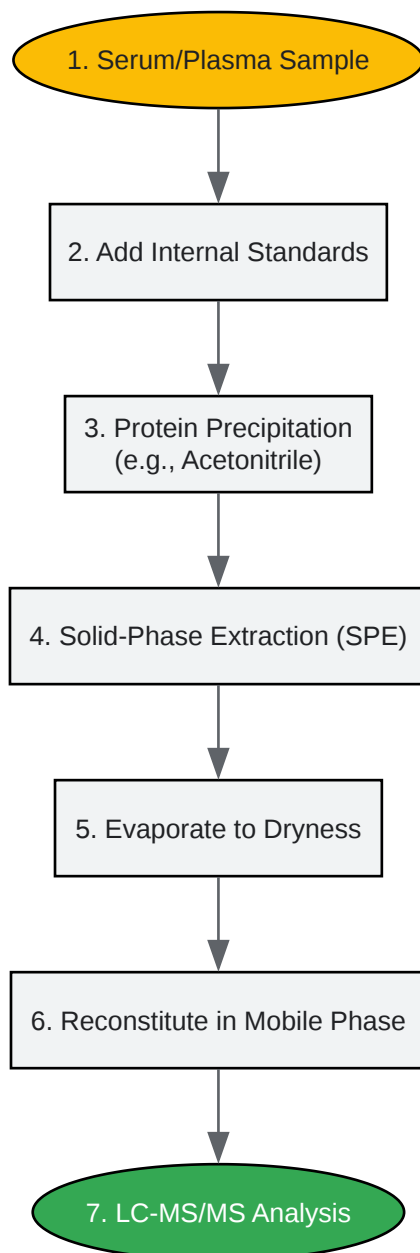 1. Serum/Plasma Sample
2. Add Internal Standards
3. Protein Precipitation
(e.g., Acetonitrile)
4. Solid-Phase Extraction (SPE)
5. Evaporate to Dryness
6. Reconstitute in Mobile Phase
7. LC-MS/MS Analysis